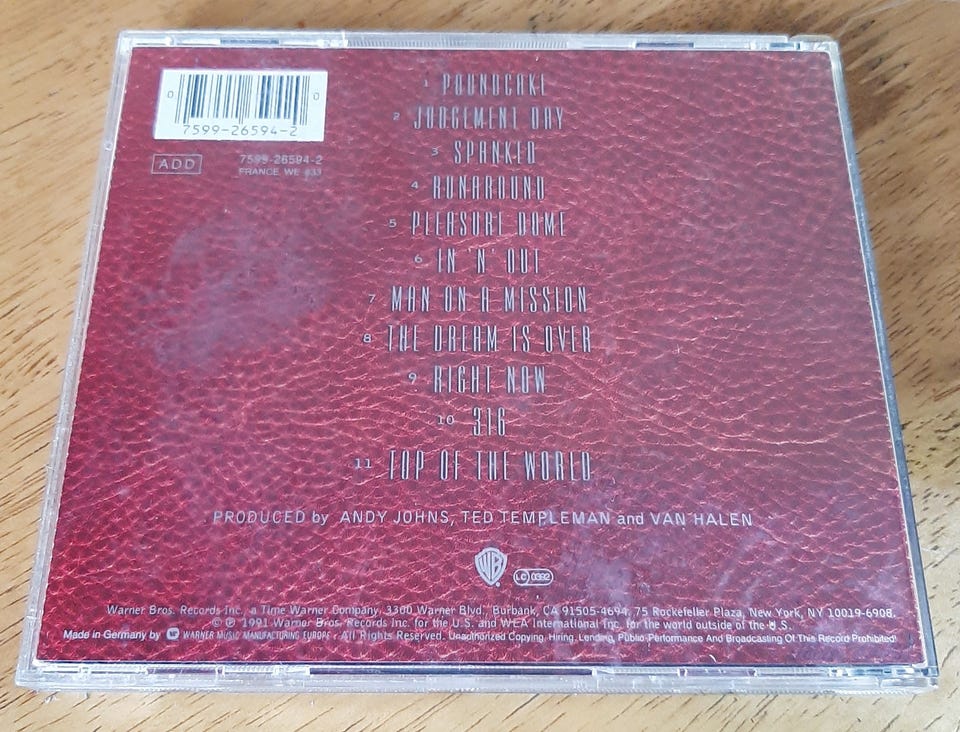 0 7599-26594-2 0
ADD
7599-26594-2
FRANCE WE 833
1 POUNDCAKE
2 JUDGEMENT DAY
3 SPANKED
4 RUNAROUND
5 PLEASURE DOME
6 IN 'N' OUT
7 MAN ON A MISSION
8 THE DREAM IS OVER
9 RIGHT NOW
10 316
11 TOP OF THE WORLD
PRODUCED by ANDY JOHNS, TED TEMPLEMAN and VAN HALEN
WB
LC 0392
Warner Bros. Records Inc. a Time Warner Company. 3300 Warner Blvd., Burbank, CA 91505-4694. 75 Rockefeller Plaza, New York, NY 10019-6908.
© ℗ 1991 Warner Bros. Records Inc. for the U.S. and WEA International Inc. for the world outside of the U.S.
Made in Germany by WARNER MUSIC MANUFACTURING EUROPE · All Rights Reserved. Unauthorized Copying, Hiring, Lending, Public Performance And Broadcasting Of This Record Prohibited!